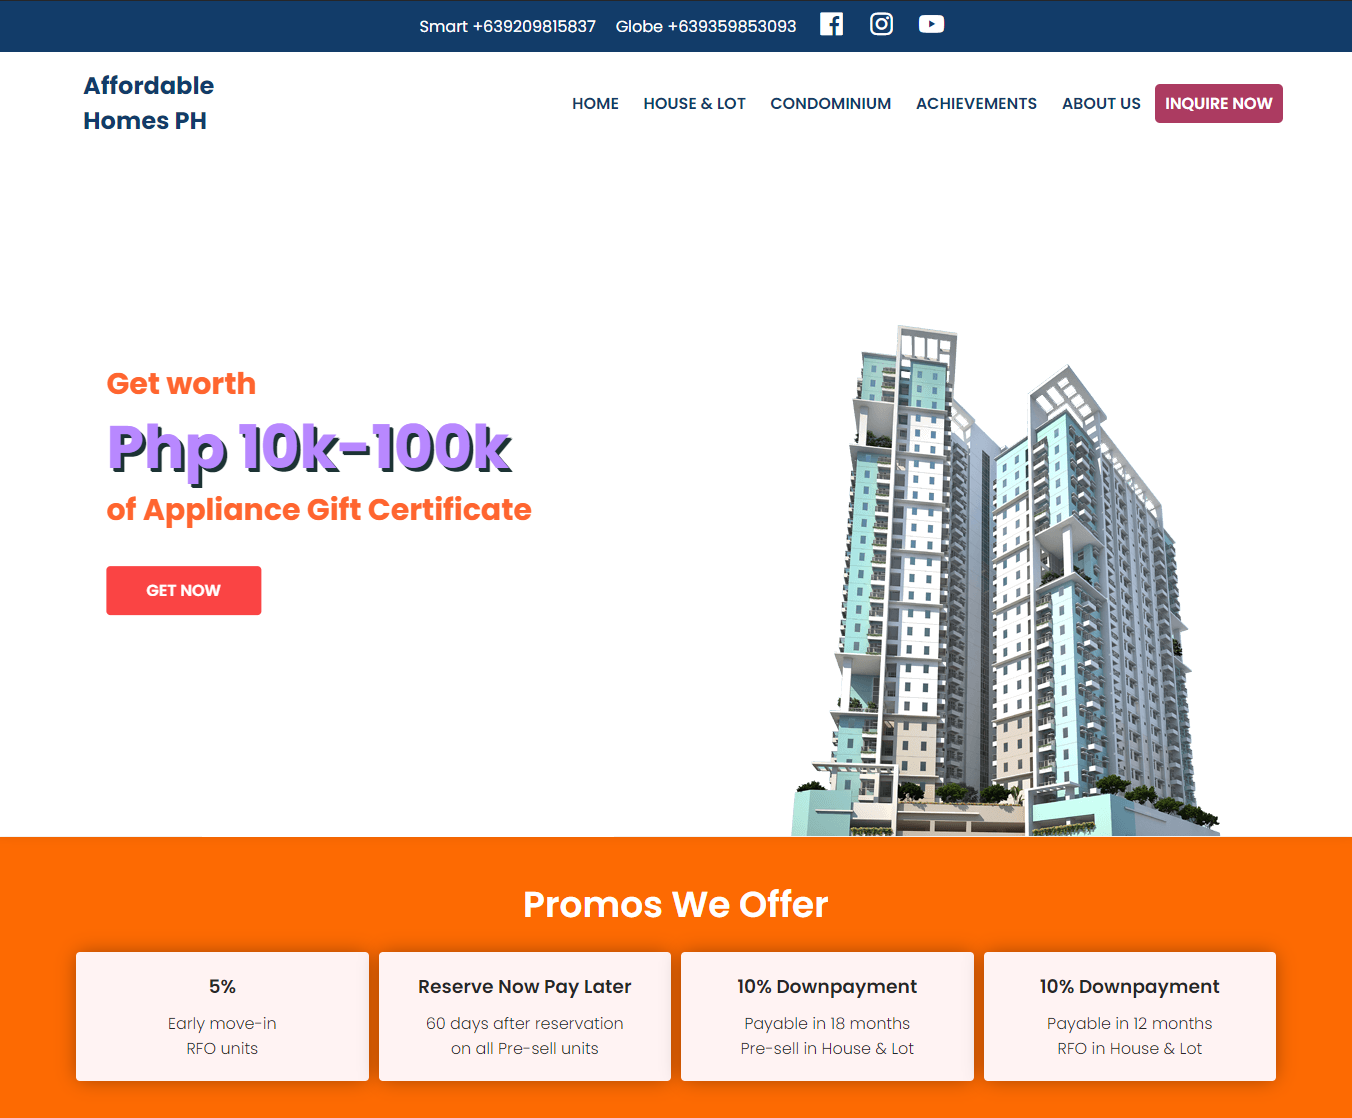 Smart +639209815837 Globe +639359853093
Affordable
Homes PH
HOME HOUSE & LOT CONDOMINIUM ACHIEVEMENTS ABOUT US INQUIRE NOW
Get worth
Php 10k-100k
of Appliance Gift Certificate
GET NOW
Promos We Offer
5%
Early move-in
RFO units
Reserve Now Pay Later
60 days after reservation
on all Pre-sell units
10% Downpayment
Payable in 18 months
Pre-sell in House & Lot
10% Downpayment
Payable in 12 months
RFO in House & Lot